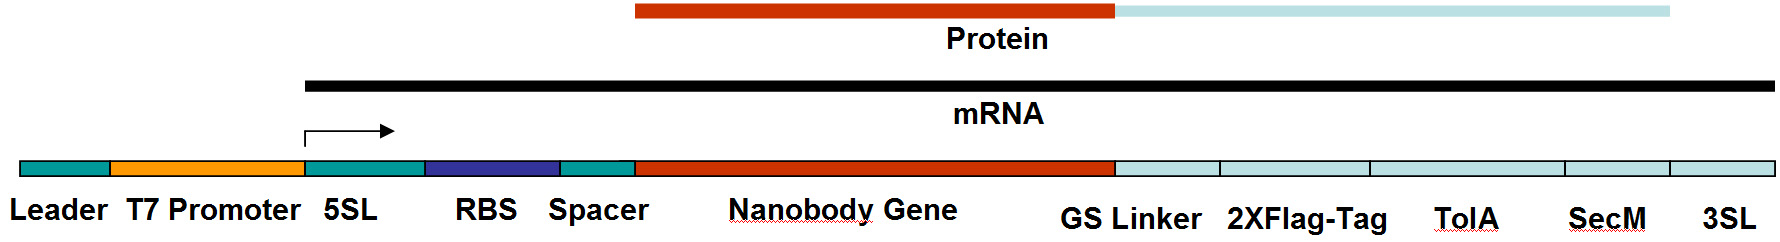 Protein
mRNA
Leader T7 Promoter 5SL RBS Spacer Nanobody Gene GS Linker 2XFlag-Tag TolA SecM 3SL